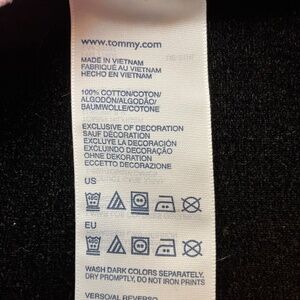 www.tommy.com
MADE IN VIETNAM
FABRIQUÉ AU VIETNAM
HECHO EN VIETNAM
100% COTTON/COTON/
ALGODÓN/ALGODÃO/
BAUMWOLLE/COTONE
EXCLUSIVE OF DECORATION
SAUF DÉCORATION
EXCLUYE LA DECORACIÓN
EXCLUINDO DECORAÇÃO
OHNE DEKORATION
ECCETTO DECORAZIONE
US
EU
WASH DARK COLORS SEPARATELY,
DRY PROMPTLY, DO NOT IRON PRINTS
VERSO/AL REVERSO